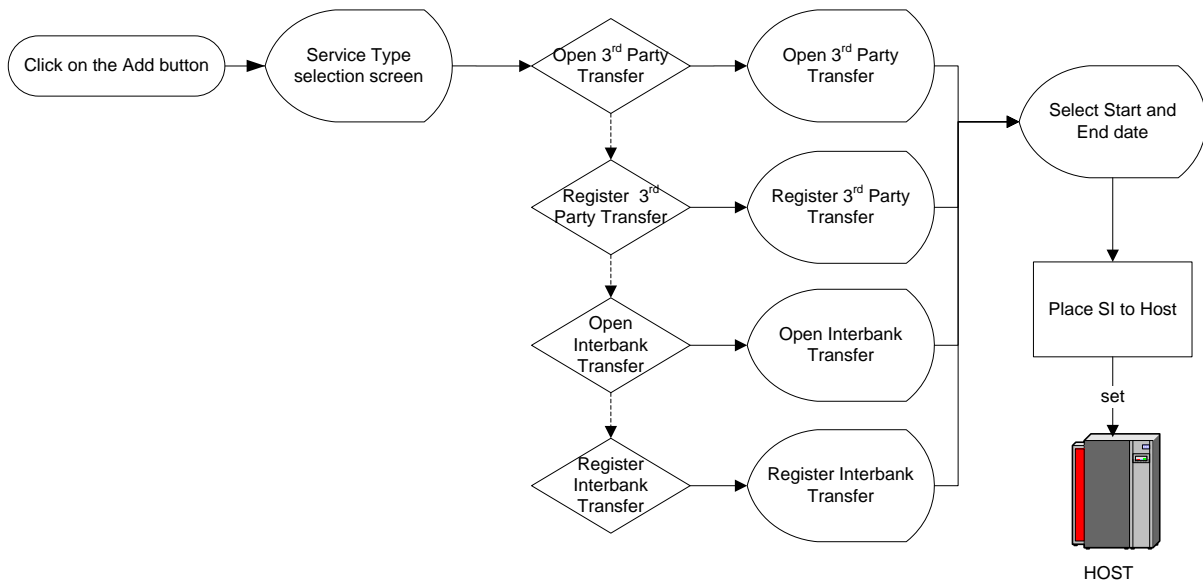 Click on the Add button
Service Type
selection screen
Open 3rd Party
Transfer
Open 3rd Party
Transfer
Select Start and
End date
Register 3rd
Party Transfer
Register 3rd Party
Transfer
Open
Interbank
Transfer
Open Interbank
Transfer
Place SI to Host
set
Register
Interbank
Transfer
Register Interbank
Transfer
HOST